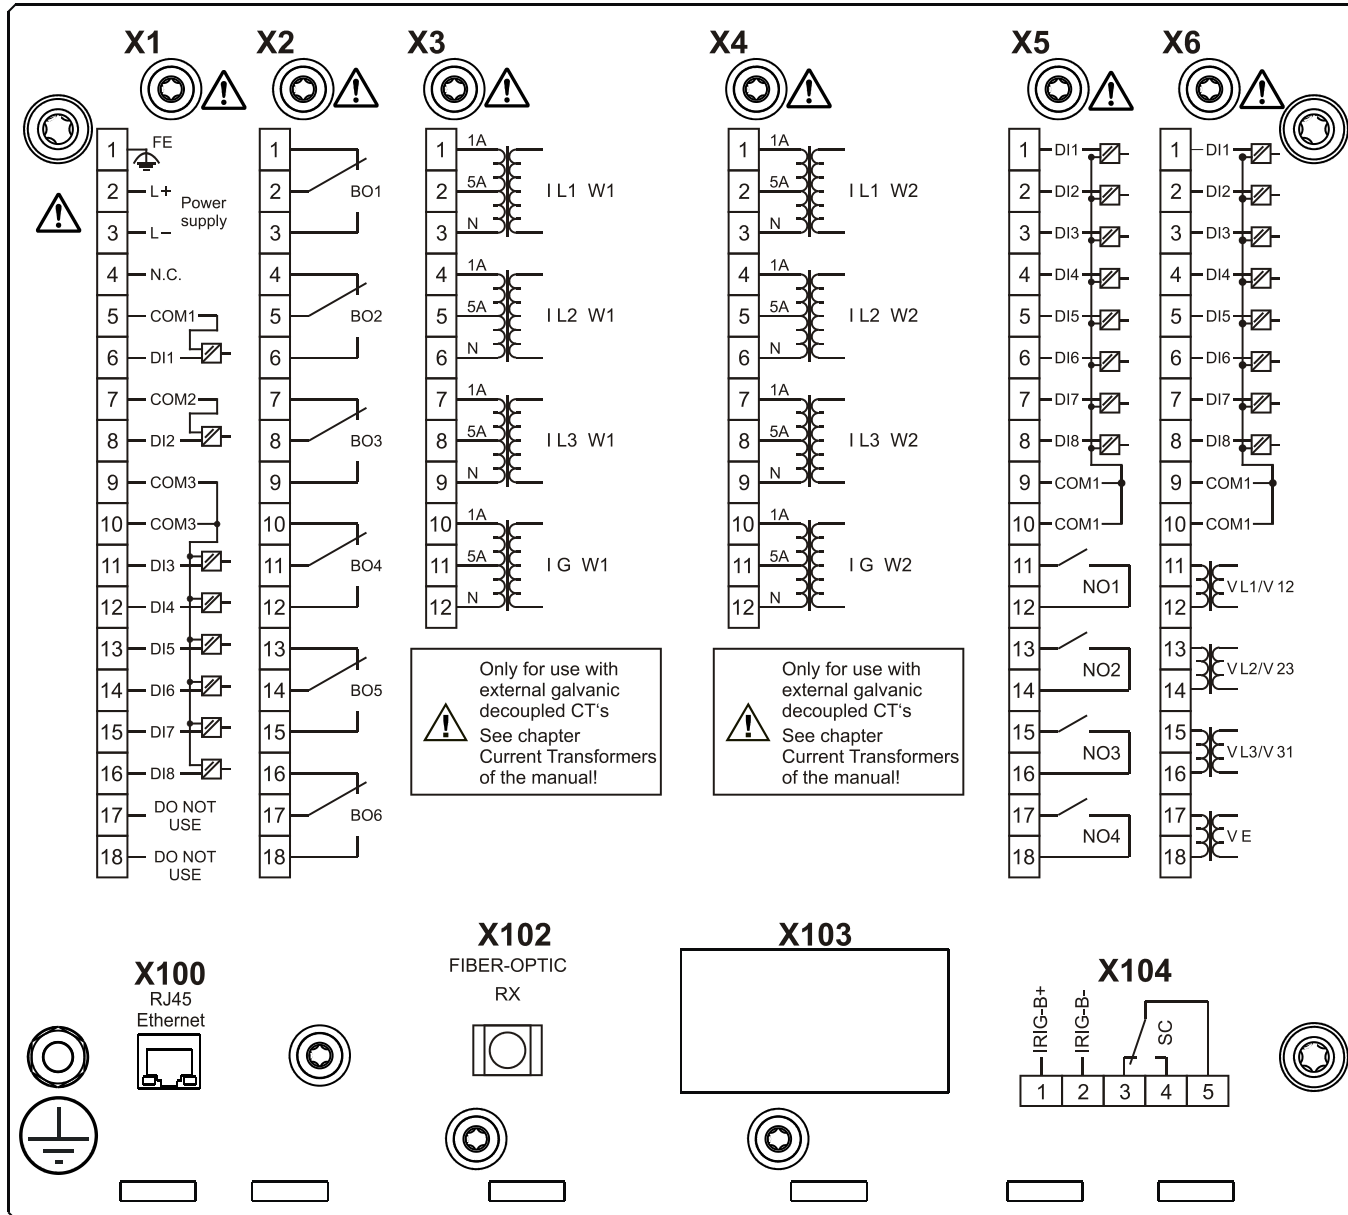 X1
X2
X3
X4
X5
X6
1 FE
2 L+
Power
supply
3 L–
4 N.C.
5 COM1
6 DI1
7 COM2
8 DI2
9 COM3
10 COM3
11 DI3
12 DI4
13 DI5
14 DI6
15 DI7
16 DI8
17 DO NOT
USE
18 DO NOT
USE
1
2 BO1
3
4
5 BO2
6
7
8 BO3
9
10
11 BO4
12
13
14 BO5
15
16
17 BO6
18
1 1A
2 5A I L1 W1
3 N
4 1A
5 5A I L2 W1
6 N
7 1A
8 5A I L3 W1
9 N
10 1A
11 5A I G W1
12 N
Only for use with
external galvanic
decoupled CT‘s
See chapter
Current Transformers
of the manual!
1 1A
2 5A I L1 W2
3 N
4 1A
5 5A I L2 W2
6 N
7 1A
8 5A I L3 W2
9 N
10 1A
11 5A I G W2
12 N
Only for use with
external galvanic
decoupled CT‘s
See chapter
Current Transformers
of the manual!
1 DI1
2 DI2
3 DI3
4 DI4
5 DI5
6 DI6
7 DI7
8 DI8
9 COM1
10 COM1
11
NO1
12
13
NO2
14
15
NO3
16
17
NO4
18
1 DI1
2 DI2
3 DI3
4 DI4
5 DI5
6 DI6
7 DI7
8 DI8
9 COM1
10 COM1
11
V L1/V 12
12
13
V L2/V 23
14
15
V L3/V 31
16
17
V E
18
X100
RJ45
Ethernet
X102
FIBER-OPTIC
RX
X103
X104
IRIG-B+
IRIG-B-
SC
1 2 3 4 5